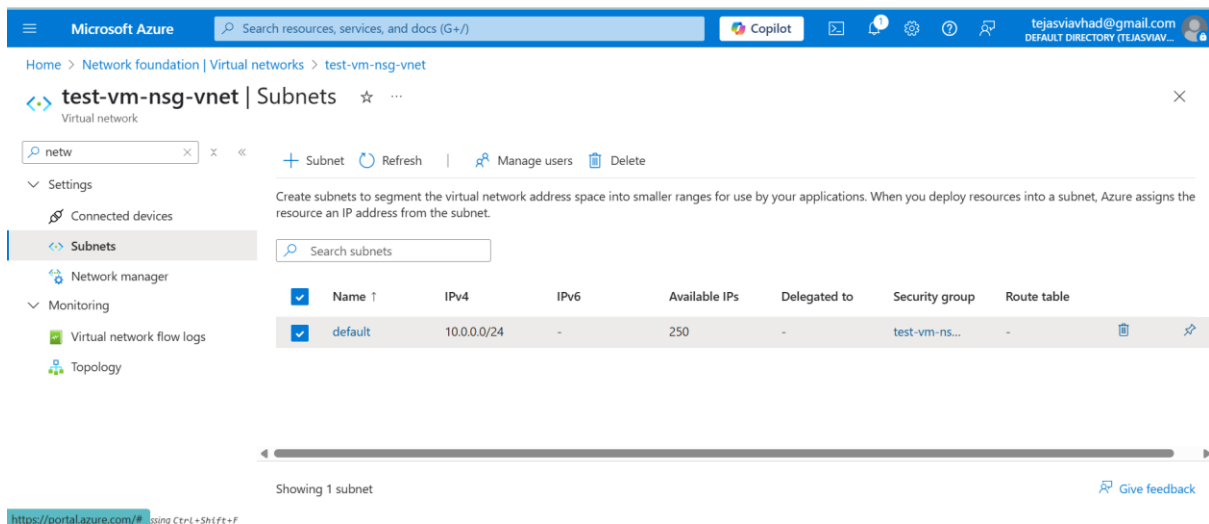 Microsoft Azure
Search resources, services, and docs (G+/)
Copilot
1
tejasviavhad@gmail.com
DEFAULT DIRECTORY (TEJASVIAV...
Home > Network foundation | Virtual networks > test-vm-nsg-vnet
test-vm-nsg-vnet | Subnets
Virtual network
netw
Settings
Connected devices
Subnets
Network manager
Monitoring
Virtual network flow logs
Topology
+ Subnet Refresh | Manage users Delete
Create subnets to segment the virtual network address space into smaller ranges for use by your applications. When you deploy resources into a subnet, Azure assigns the
resource an IP address from the subnet.
Search subnets
Name ↑ IPv4 IPv6 Available IPs Delegated to Security group Route table
default 10.0.0.0/24 - 250 - test-vm-ns... -
Showing 1 subnet
Give feedback
https://portal.azure.com/# ssing Ctrl+Shift+F